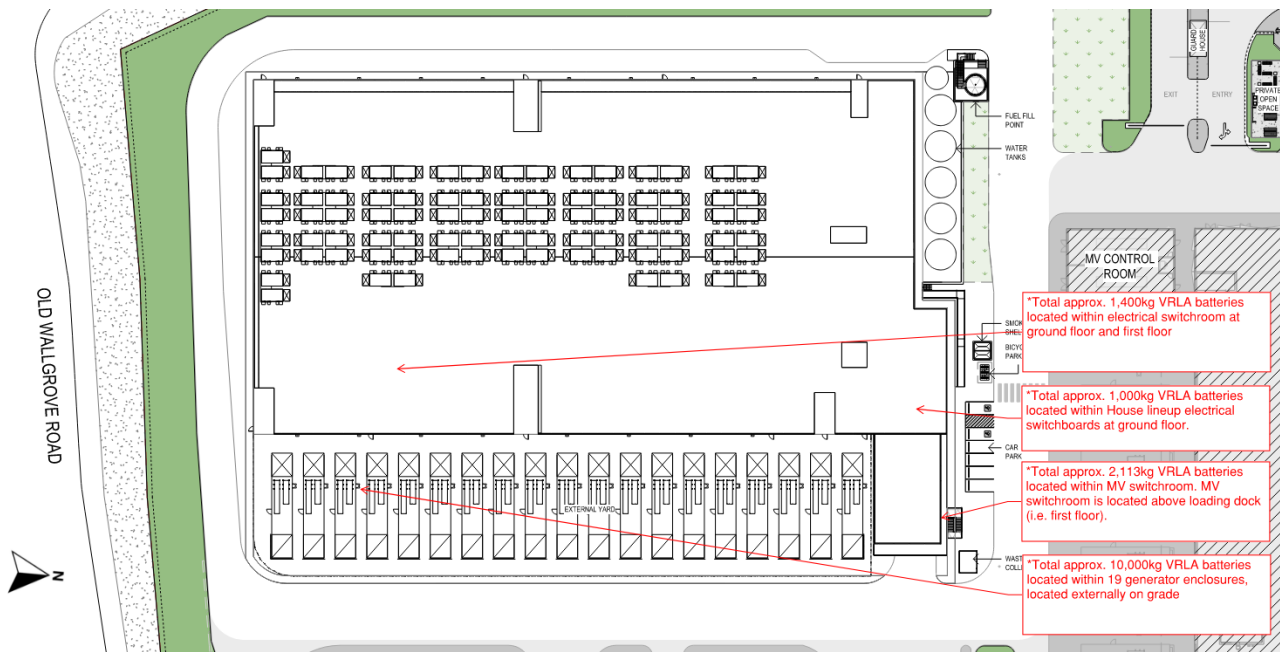 GUARD
HOUSE
EXIT
ENTRY
PRIVATE
OPEN
SPACE
FUEL FILL
POINT
WATER
TANKS
MV CONTROL
ROOM
OLD WALLGROVE ROAD
*Total approx. 1,400kg VRLA batteries
located within electrical switchroom at
ground floor and first floor
BICYC
PARK
*Total approx. 1,000kg VRLA batteries
located within House lineup electrical
switchboards at ground floor.
CAR
PARK
*Total approx. 2,113kg VRLA batteries
located within MV switchroom. MV
switchroom is located above loading dock
(i.e. first floor).
EXTERNAL YARD
*Total approx. 10,000kg VRLA batteries
located within 19 generator enclosures,
located externally on grade
N